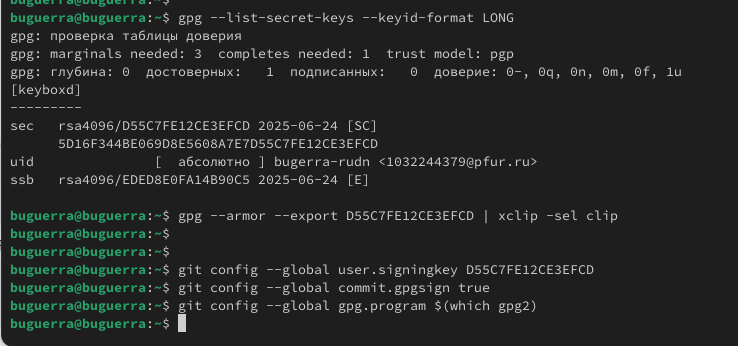 buguerra@buguerra:~$
buguerra@buguerra:~$ gpg --list-secret-keys --keyid-format LONG
gpg: проверка таблицы доверия
gpg: marginals needed: 3  completes needed: 1  trust model: pgp
gpg: глубина: 0  достоверных:   1  подписанных:   0  доверие: 0-, 0q, 0n, 0m, 0f, 1u
[keyboxd]
---------
sec   rsa4096/D55C7FE12CE3EFCD 2025-06-24 [SC]
      5D16F344BE069D8E5608A7E7D55C7FE12CE3EFCD
uid              [  абсолютно ] bugerra-rudn <1032244379@pfur.ru>
ssb   rsa4096/EDED8E0FA14B90C5 2025-06-24 [E]
buguerra@buguerra:~$ gpg --armor --export D55C7FE12CE3EFCD | xclip -sel clip
buguerra@buguerra:~$
buguerra@buguerra:~$
buguerra@buguerra:~$ git config --global user.signingkey D55C7FE12CE3EFCD
buguerra@buguerra:~$ git config --global commit.gpgsign true
buguerra@buguerra:~$ git config --global gpg.program $(which gpg2)
buguerra@buguerra:~$